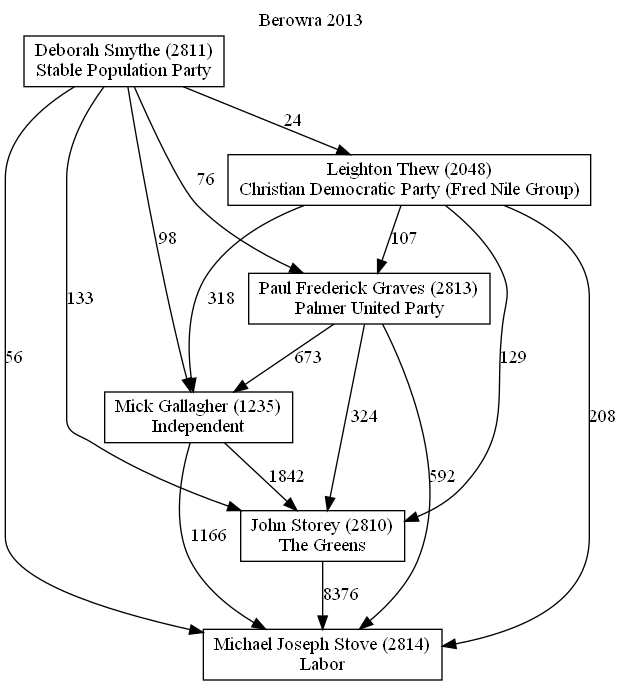 Berowra 2013
Deborah Smythe (2811)
Stable Population Party
24
Leighton Thew (2048)
Christian Democratic Party (Fred Nile Group)
76
98
107
Paul Frederick Graves (2813)
Palmer United Party
318
133
56
673
129
Mick Gallagher (1235)
Independent
324
208
1842
592
John Storey (2810)
The Greens
1166
8376
Michael Joseph Stove (2814)
Labor